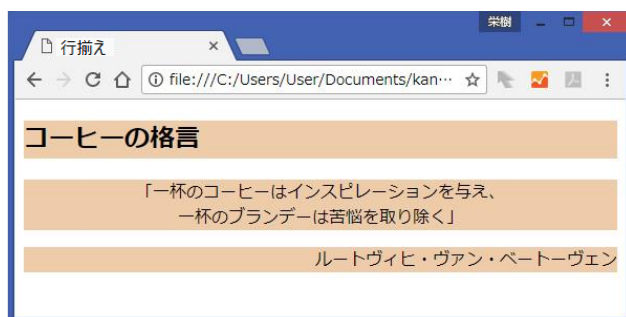 栄樹
行揃え
file:///C:/Users/User/Documents/kan…
コーヒーの格言
「一杯のコーヒーはインスピレーションを与え、
一杯のブランデーは苦悩を取り除く」
ルートヴィヒ・ヴァン・ベートーヴェン